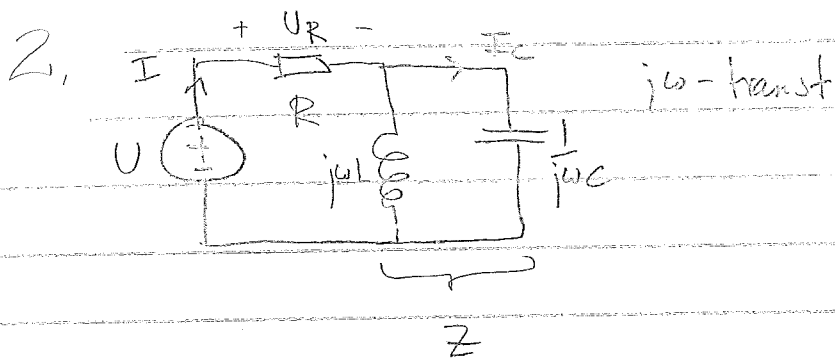 2.
+ U_R -
I
I_C
jω-transf
R
U
+
-
jωL
1/jωC
Z